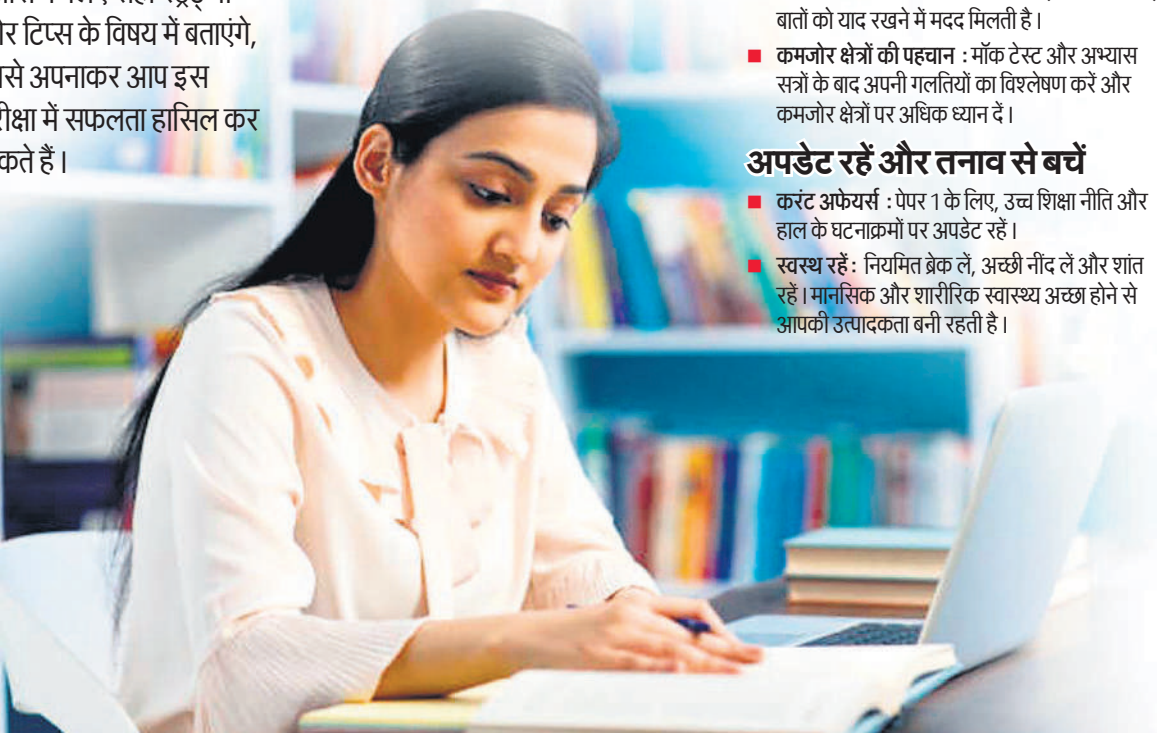 टिप्स के विषय में बताएंगे,
अपनाकर आप इस
में सफलता हासिल कर
हैं।
बातों को याद रखने में मदद मिलती है।
■ कमजोर क्षेत्रों की पहचान : मॉक टेस्ट और अभ्यास
सत्रों के बाद अपनी गलतियों का विश्लेषण करें और
कमजोर क्षेत्रों पर अधिक ध्यान दें।
अपडेट रहें और तनाव से बचें
■ करंट अफेयर्स : पेपर 1 के लिए, उच्च शिक्षा नीति और
हाल के घटनाक्रमों पर अपडेट रहें।
■ स्वस्थ रहें : नियमित ब्रेक लें, अच्छी नींद लें और शांत
रहें। मानसिक और शारीरिक स्वास्थ्य अच्छा होने से
आपकी उत्पादकता बनी रहती है।